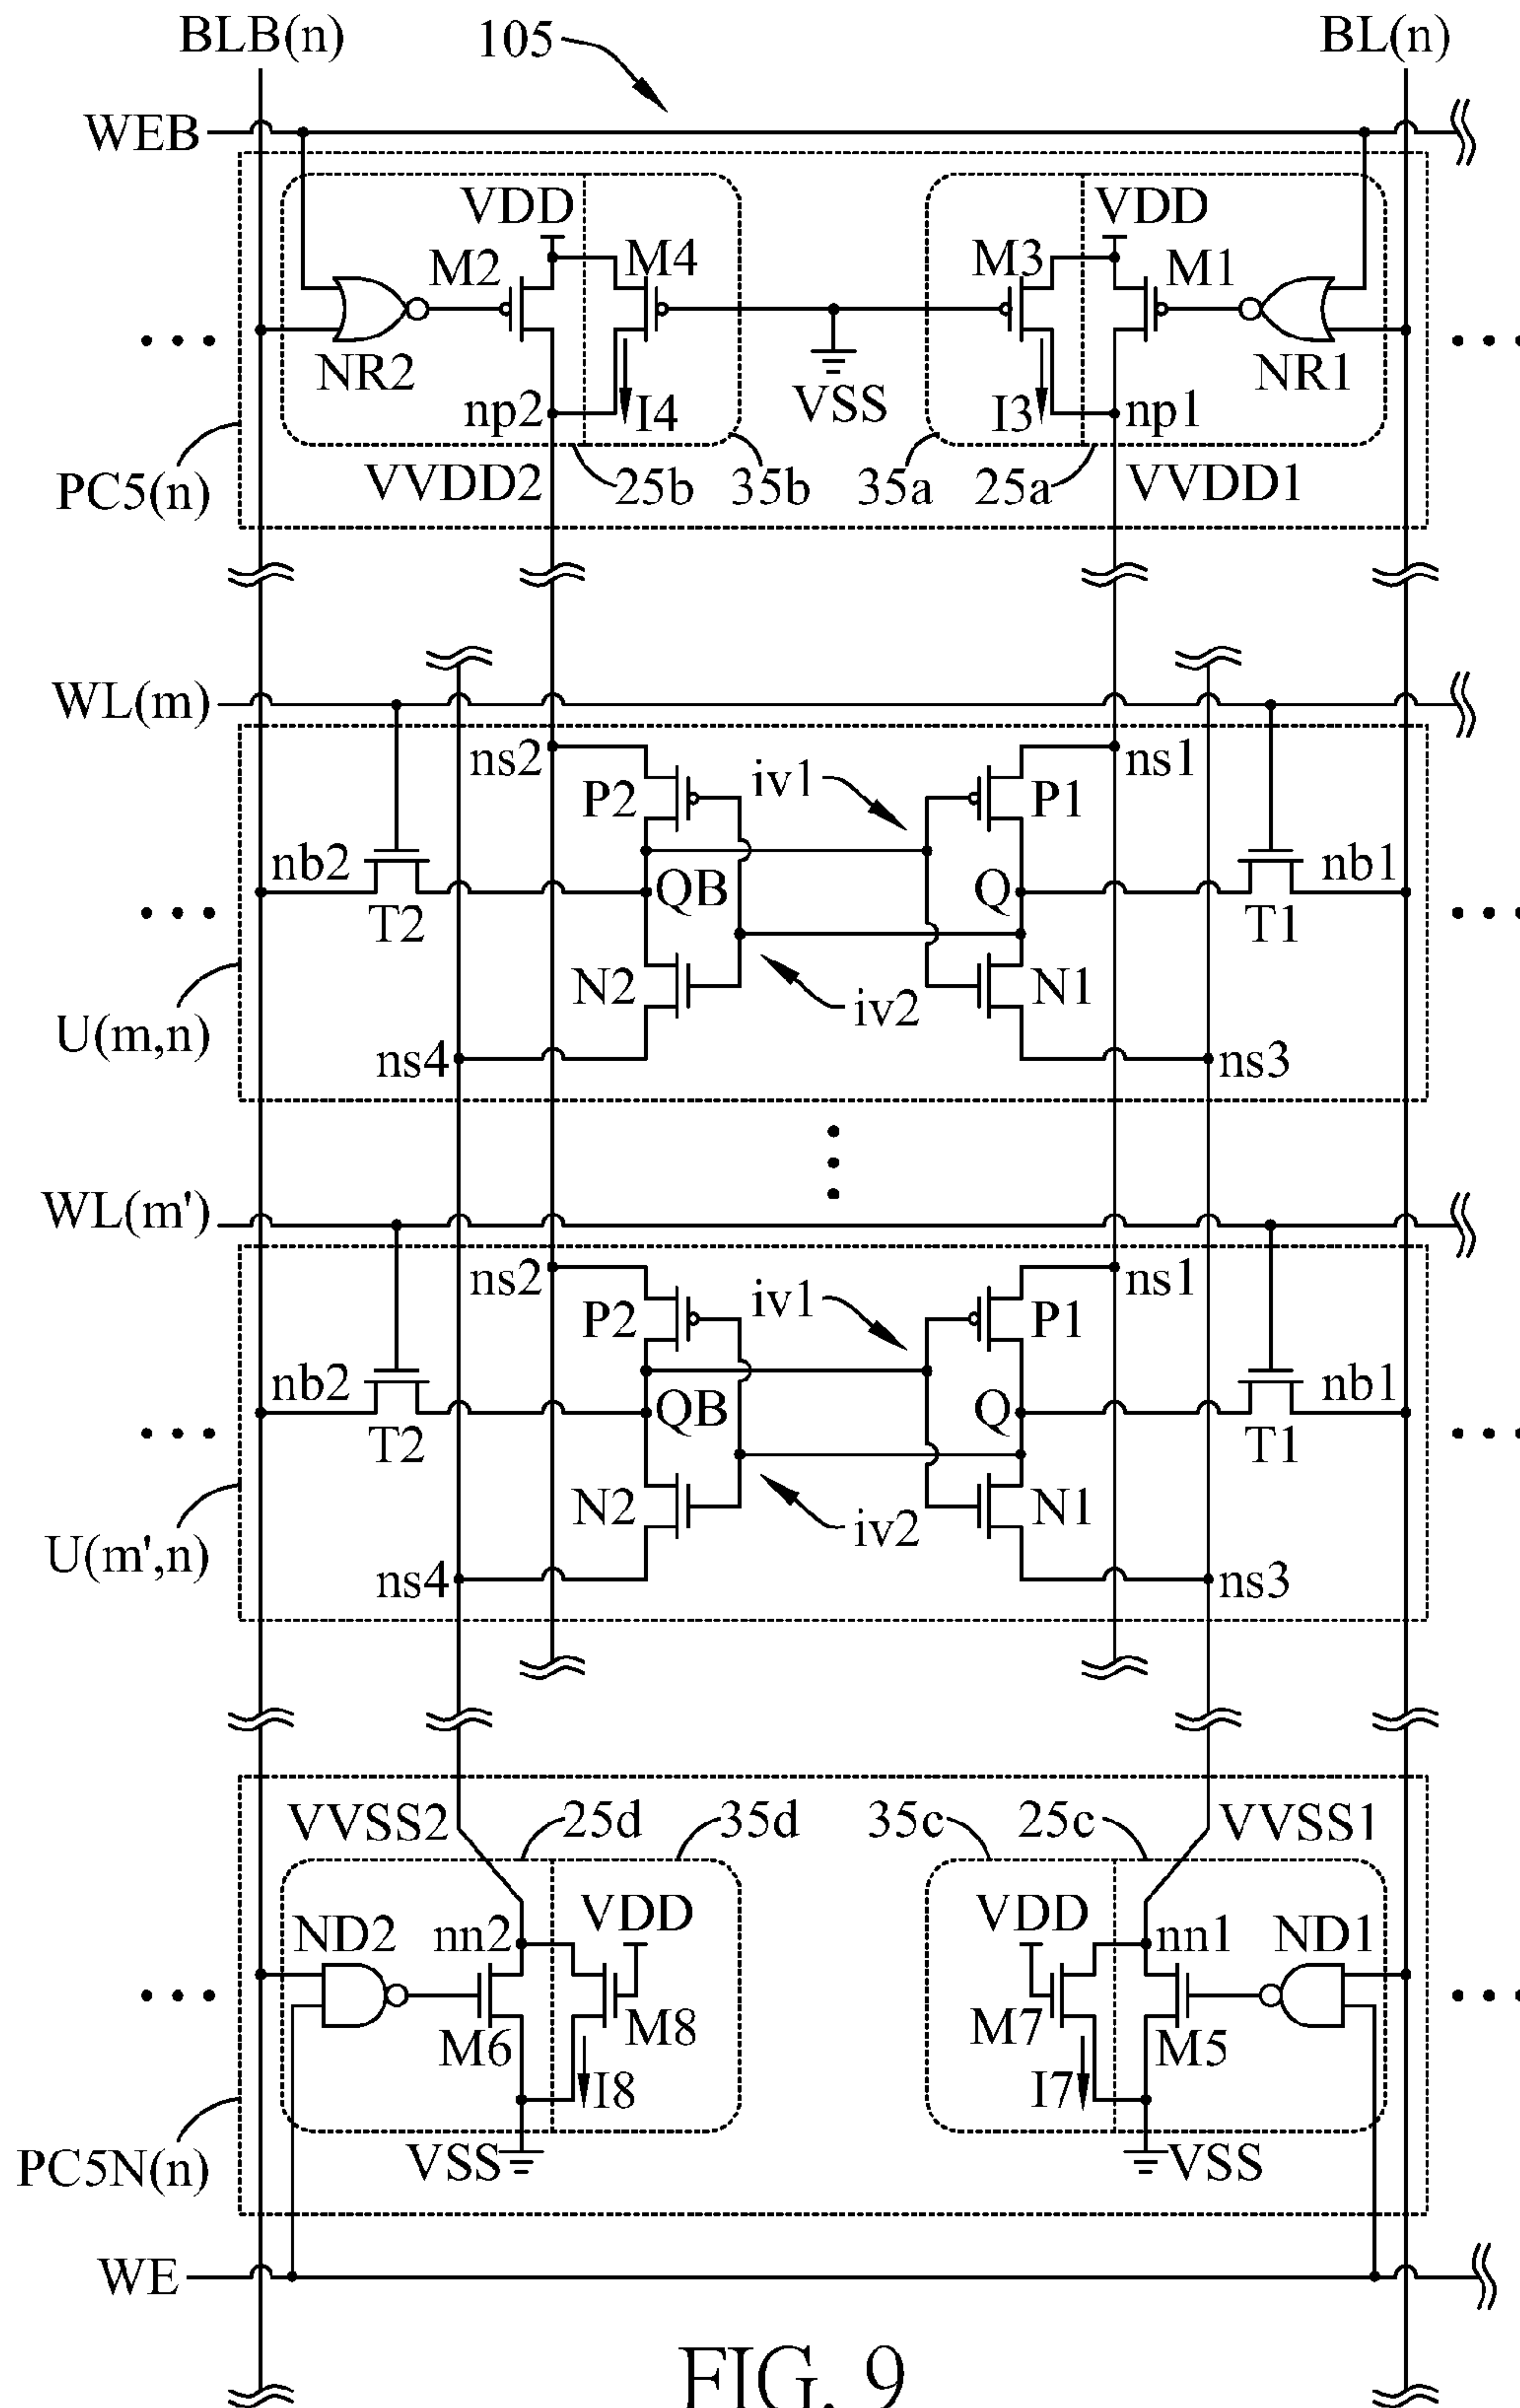 BLB(n) 105 BL(n)
WEB
VDD VDD
M2 M4 M3 M1
NR2 NR1
VSS
np2 I4 I3 np1
PC5(n) VVDD2 25b 35b 35a 25a VVDD1
WL(m)
ns2 iv1 ns1
P2 P1
nb2 QB Q nb1
T2 T1
N2 iv2 N1
U(m,n)
ns4 ns3
WL(m')
ns2 iv1 ns1
P2 P1
nb2 QB Q nb1
T2 T1
N2 iv2 N1
U(m',n)
ns4 ns3
VVSS2 25d 35d 35c 25c VVSS1
ND2 nn2 VDD VDD nn1 ND1
M6 M8 M7 M5
I8 I7
PC5N(n) VSS VSS
WE
FIG. 9